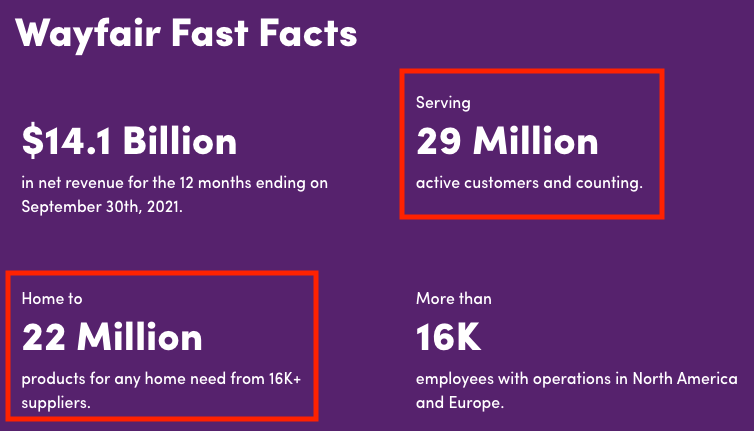 Wayfair Fast Facts
$14.1 Billion
in net revenue for the 12 months ending on
September 30th, 2021.
Serving
29 Million
active customers and counting.
Home to
22 Million
products for any home need from 16K+
suppliers.
More than
16K
employees with operations in North America
and Europe.